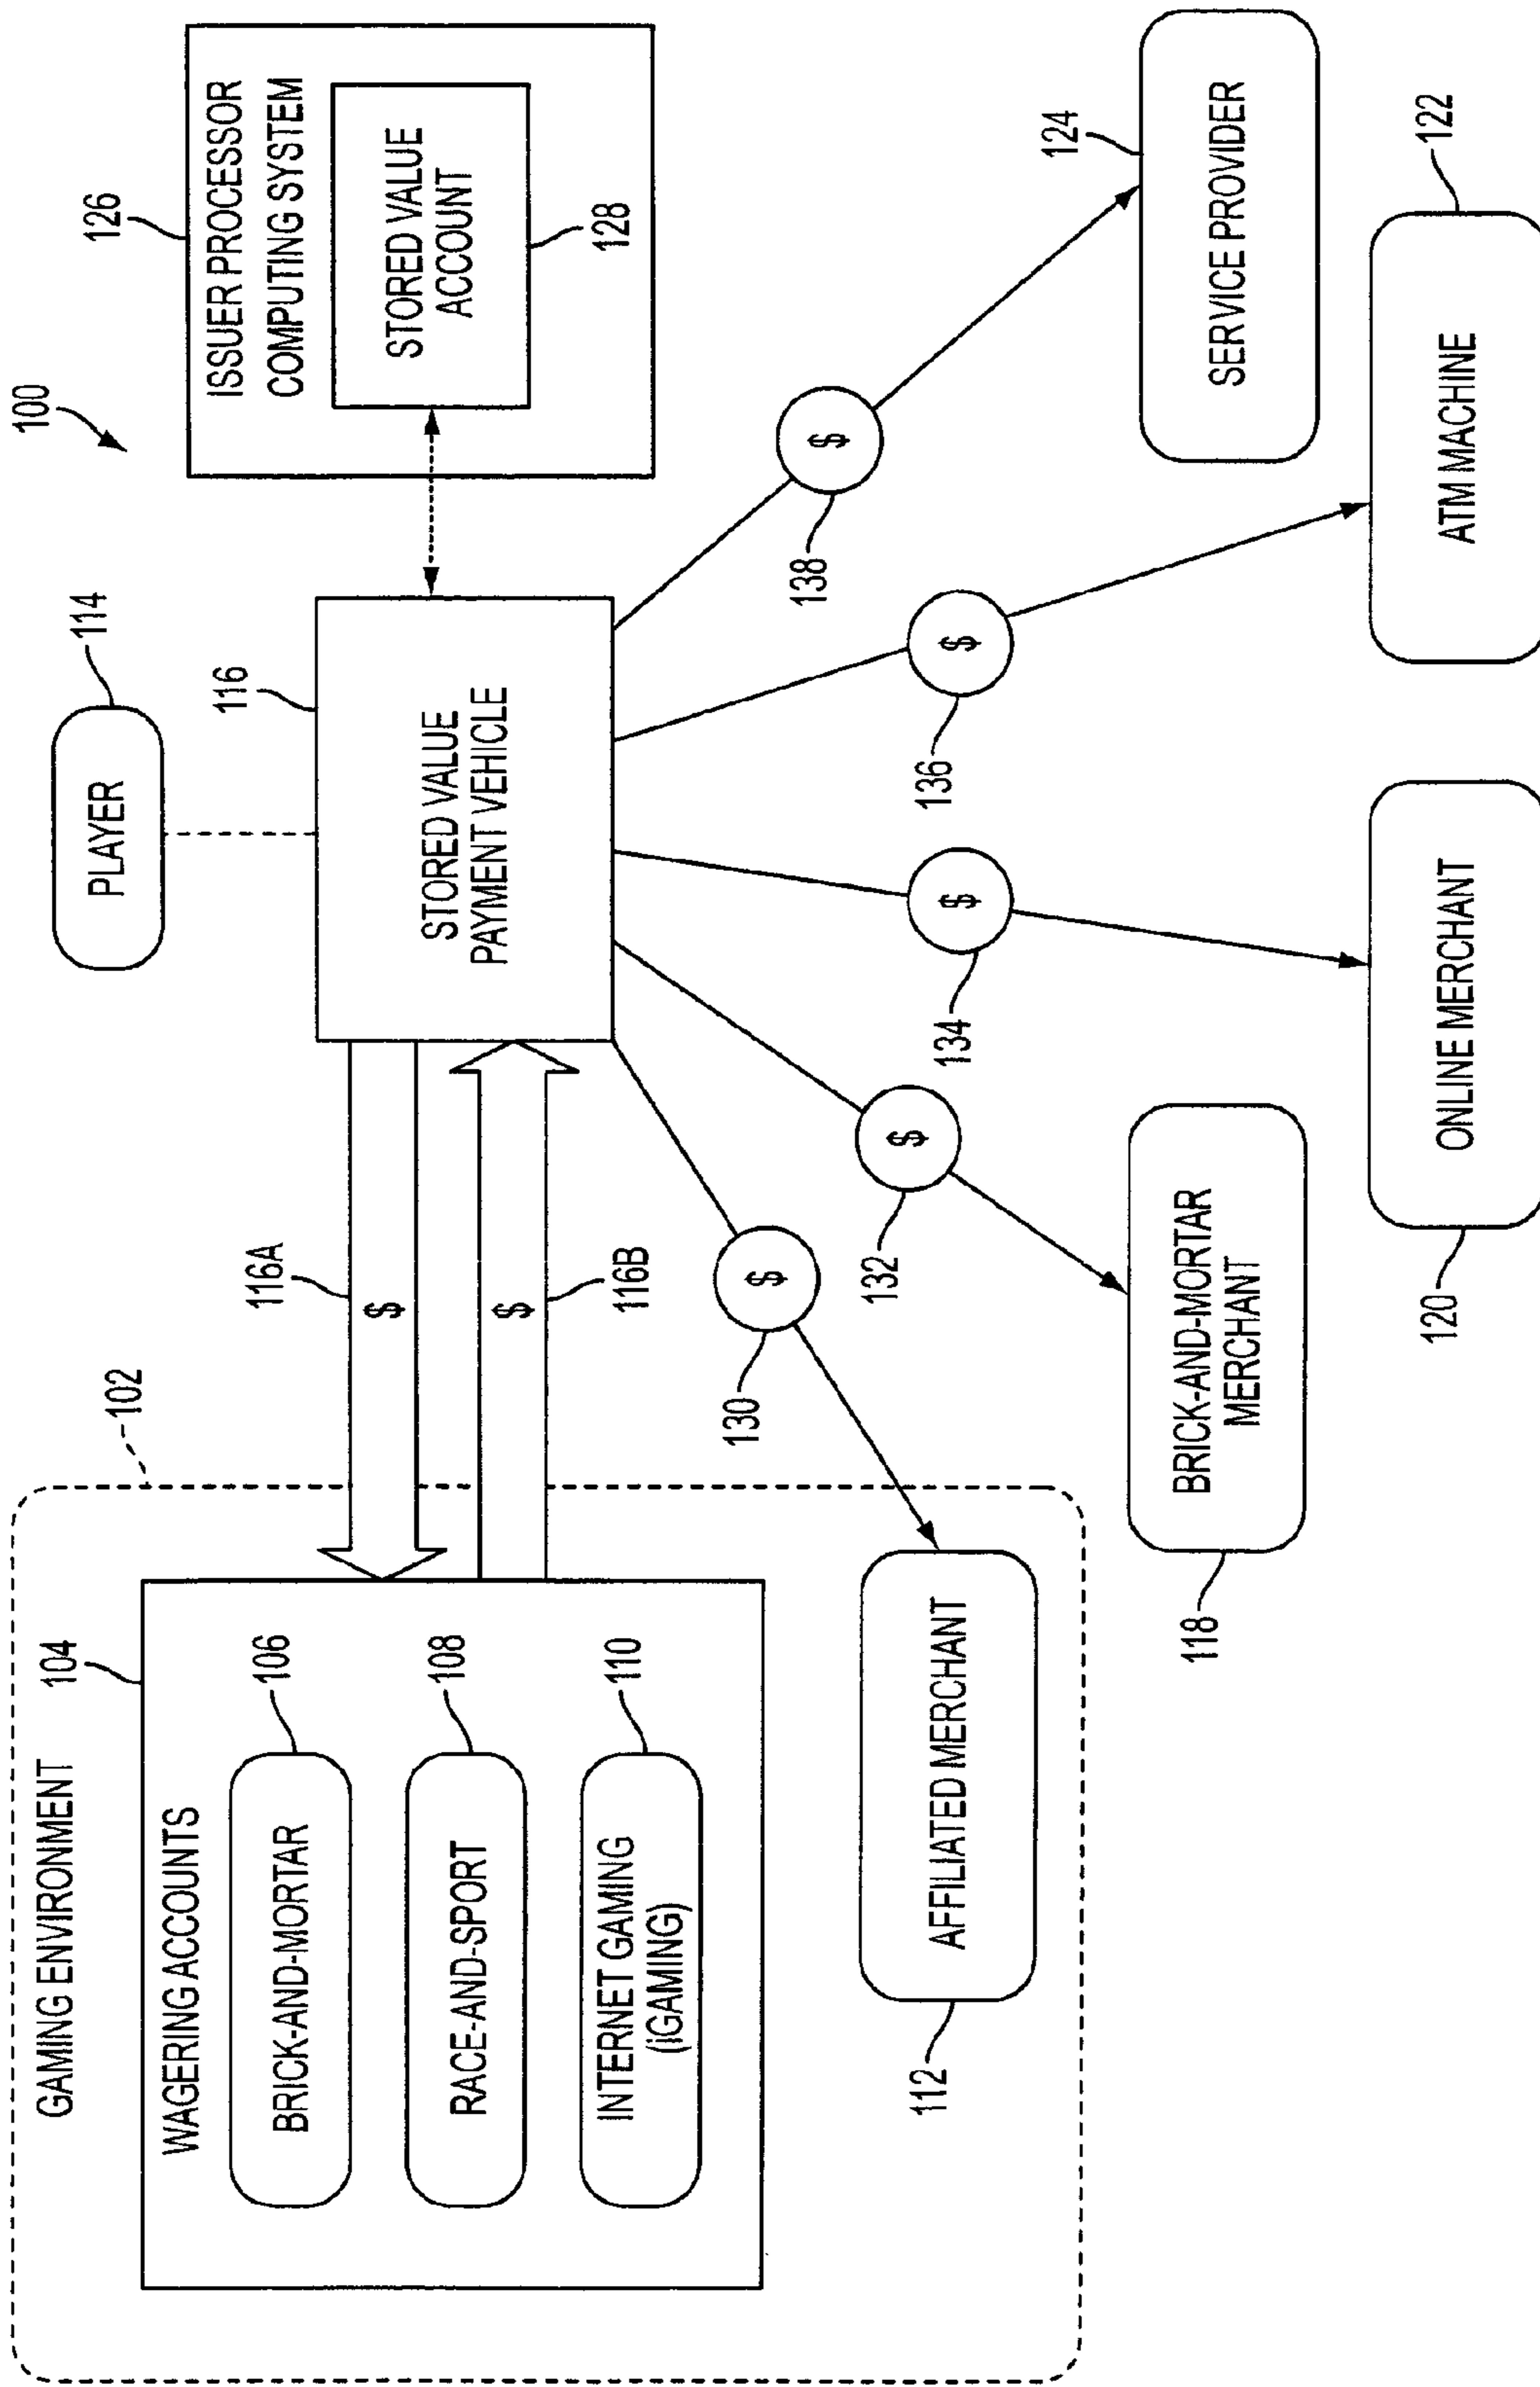 100
PLAYER
114
GAMING ENVIRONMENT
102
WAGERING ACCOUNTS
104
BRICK-AND-MORTAR
106
RACE-AND-SPORT
108
INTERNET GAMING
(iGAMING)
110
116A
$
$
116B
116
STORED VALUE
PAYMENT VEHICLE
126
ISSUER PROCESSOR
COMPUTING SYSTEM
STORED VALUE
ACCOUNT
128
$
130
$
132
$
134
$
136
$
138
AFFILIATED MERCHANT
112
BRICK-AND-MORTAR
MERCHANT
118
ONLINE MERCHANT
120
ATM MACHINE
122
SERVICE PROVIDER
124